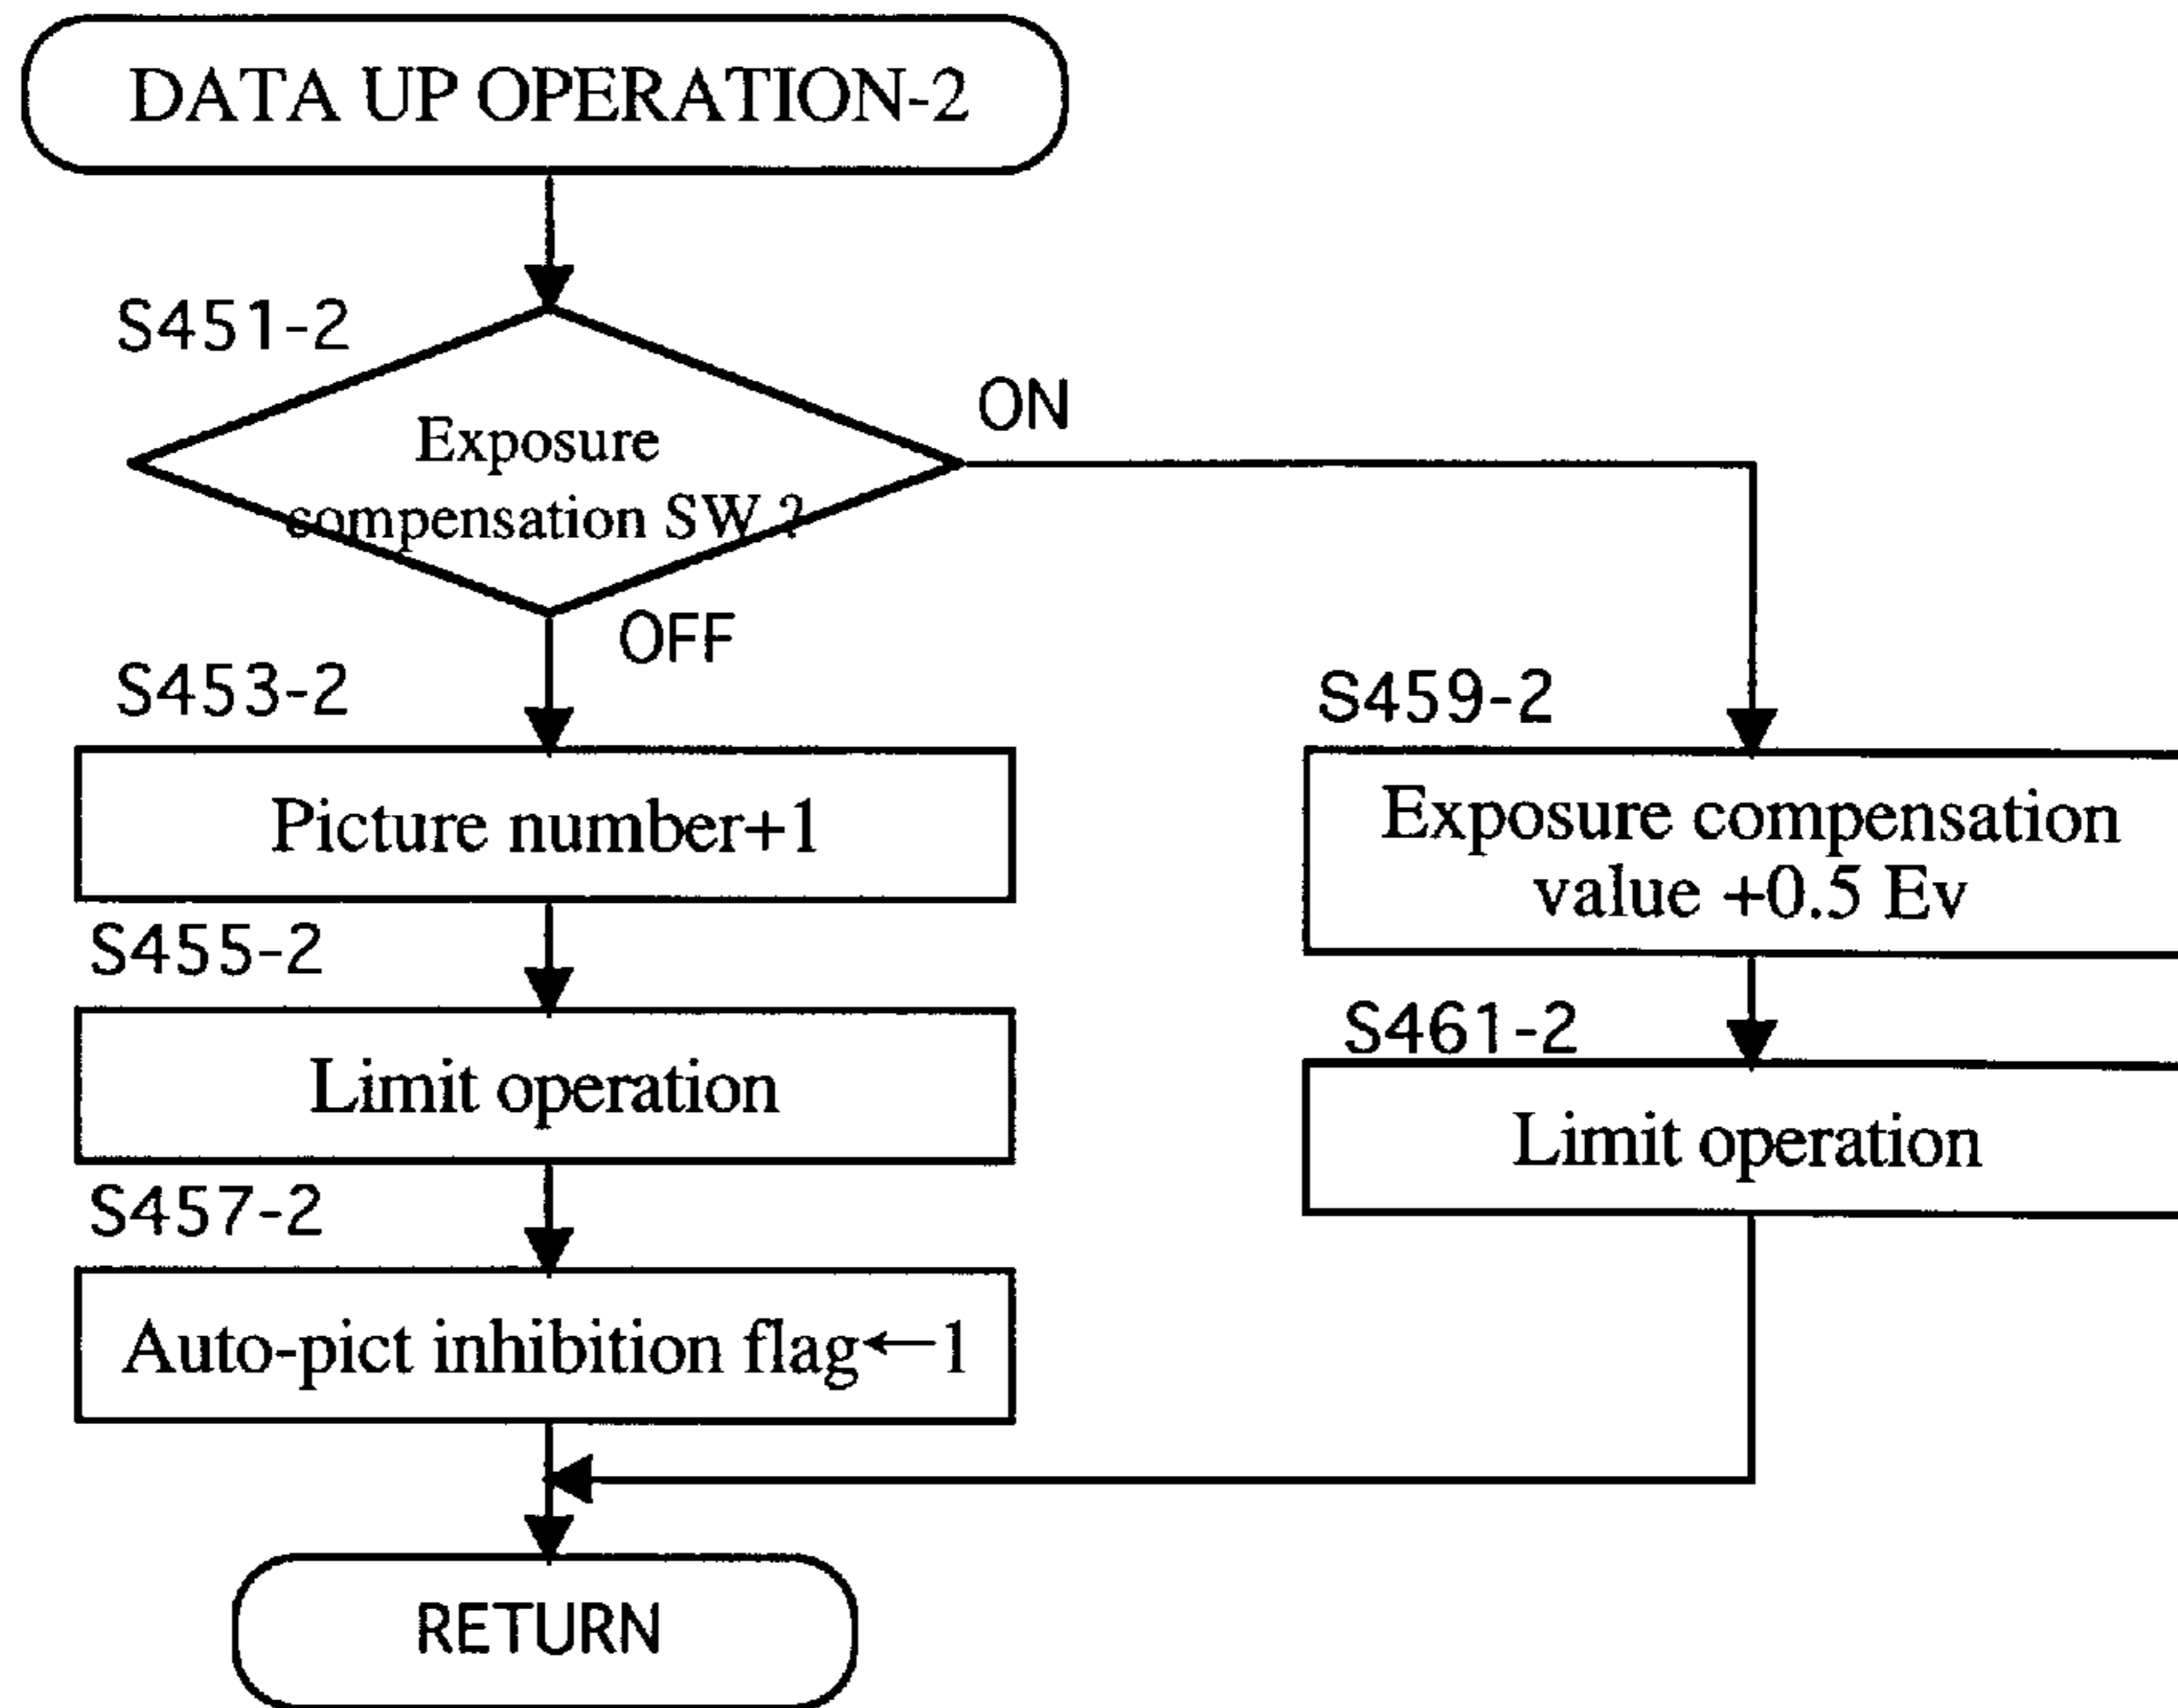 DATA UP OPERATION-2
S451-2
Exposure
compensation SW ?
ON
OFF
S453-2
Picture number+1
S455-2
Limit operation
S457-2
Auto-pict inhibition flag←1
S459-2
Exposure compensation
value +0.5 Ev
S461-2
Limit operation
RETURN